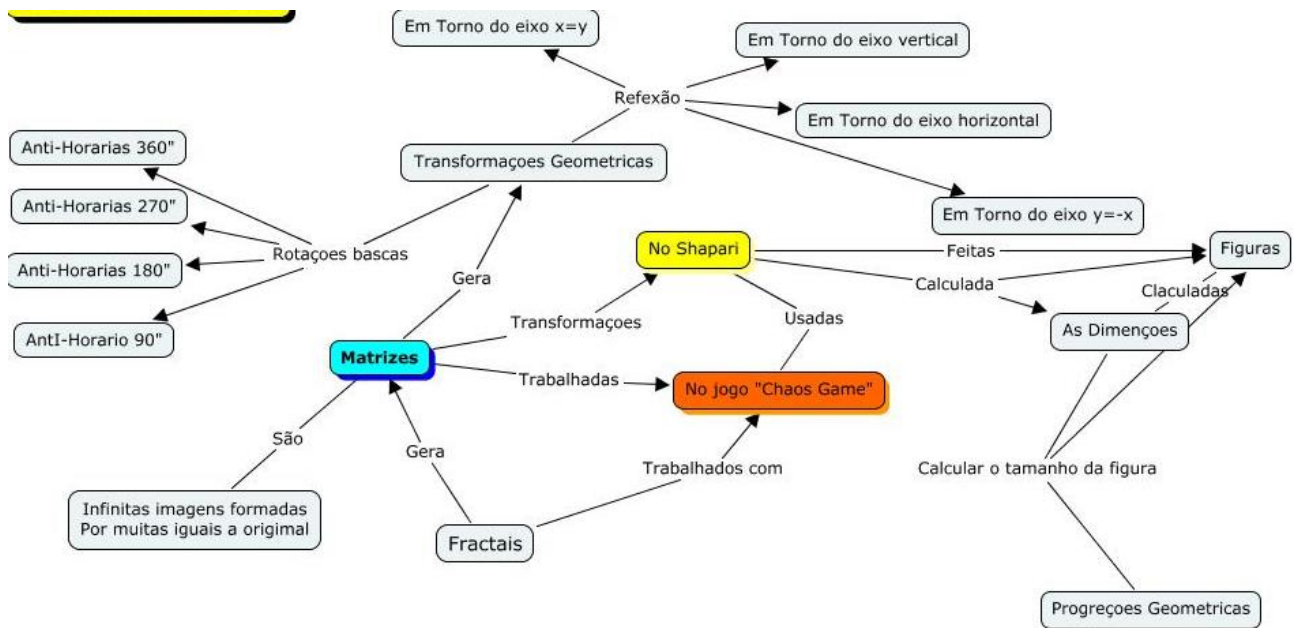 Em Torno do eixo x=y
Em Torno do eixo vertical
Refexão
Em Torno do eixo horizontal
Anti-Horarias 360"
Transformaçoes Geometricas
Anti-Horarias 270"
Em Torno do eixo y=-x
Rotaçoes bascas
No Shapari
Feitas
Figuras
Anti-Horarias 180"
Gera
Calculada
Claculadas
AntI-Horario 90"
Transformaçoes
Usadas
As Dimençoes
Matrizes
Trabalhadas
No jogo "Chaos Game"
São
Gera
Trabalhados com
Calcular o tamanho da figura
Infinitas imagens formadas
Por muitas iguais a origimal
Fractais
Progreçoes Geometricas